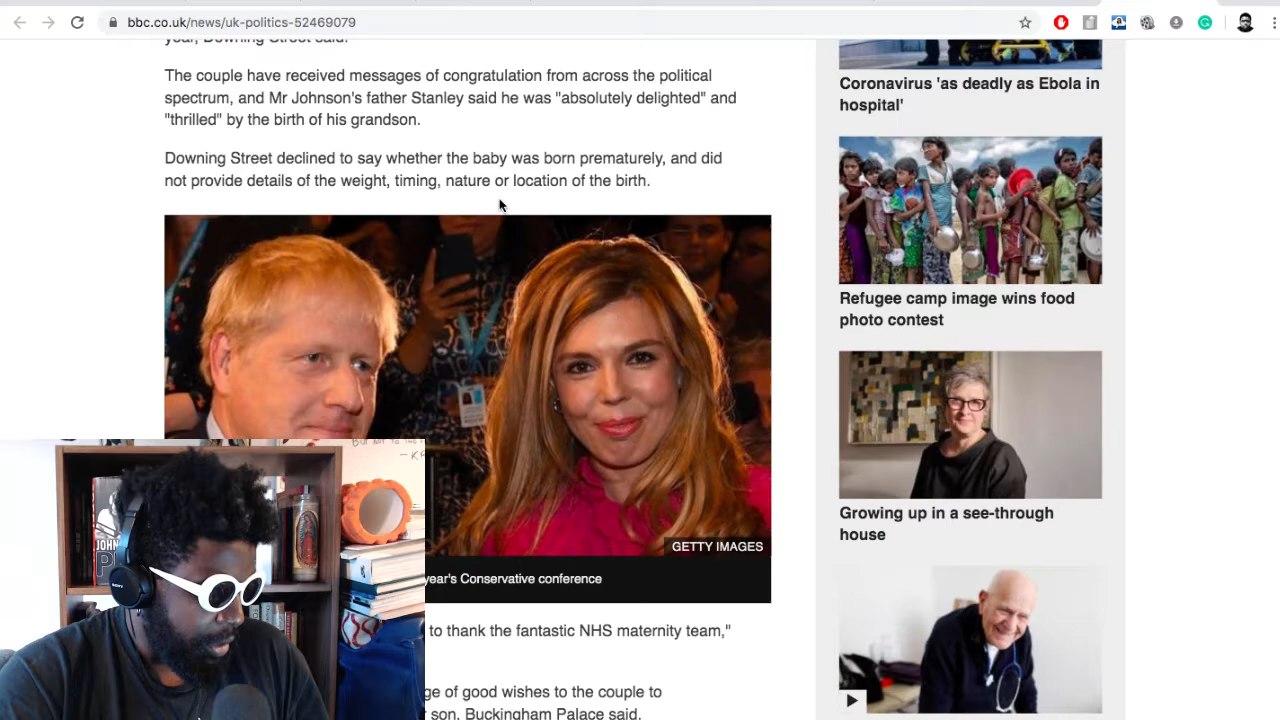 bbc.co.uk/news/uk-politics-52469079
year, Downing Street said.
The couple have received messages of congratulation from across the political
spectrum, and Mr Johnson's father Stanley said he was "absolutely delighted" and
"thrilled" by the birth of his grandson.
Downing Street declined to say whether the baby was born prematurely, and did
not provide details of the weight, timing, nature or location of the birth.
GETTY IMAGES
year's Conservative conference
to thank the fantastic NHS maternity team,"
ge of good wishes to the couple to
son, Buckingham Palace said.
Coronavirus 'as deadly as Ebola in
hospital'
Refugee camp image wins food
photo contest
Growing up in a see-through
house
JOHN
SONY